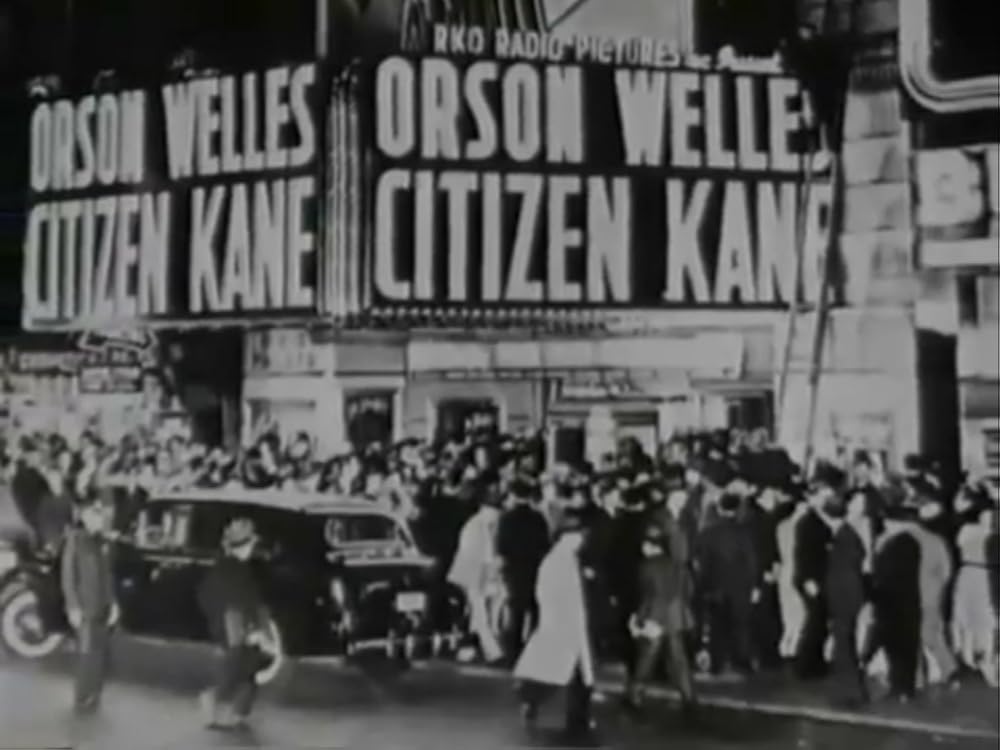 RKO RADIO PICTURES Inc Present
ORSON WELLES
CITIZEN KANE
ORSON WELLES
CITIZEN KANE